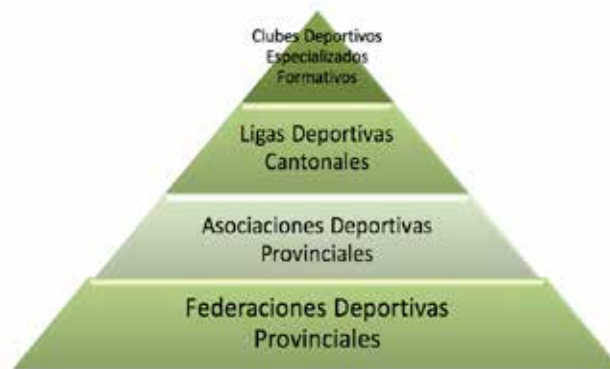 Clubes Deportivos
Especializados
Formativos
Ligas Deportivas
Cantonales
Asociaciones Deportivas
Provinciales
Federaciones Deportivas
Provinciales